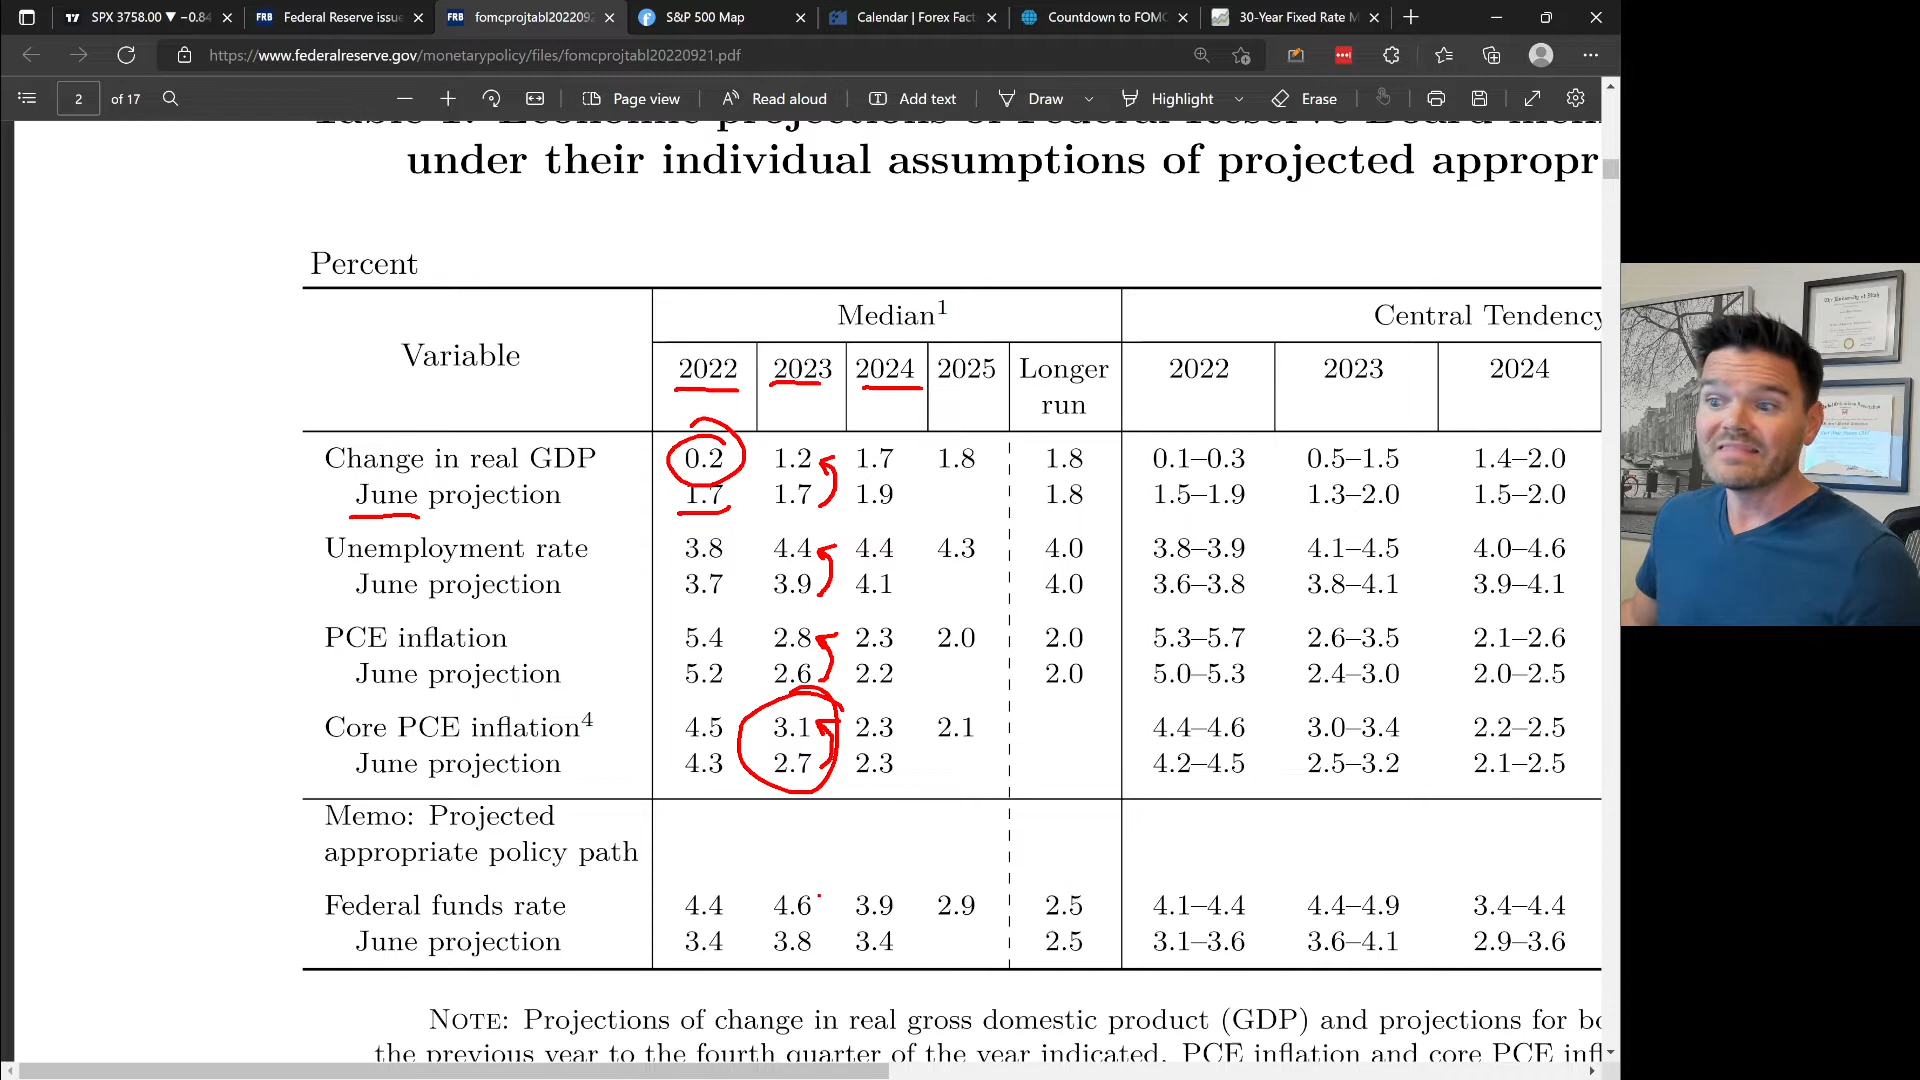 SPX 3758.00 ▼ −0.84
Federal Reserve issue
fomcprojtabl2022092
S&P 500 Map
Calendar | Forex Fact
Countdown to FOMC
30-Year Fixed Rate M
https://www.federalreserve.gov/monetarypolicy/files/fomcprojtabl20220921.pdf
2 of 17
Page view
Read aloud
Add text
Draw
Highlight
Erase
Table 1. Economic projections of Federal Reserve Board mem
under their individual assumptions of projected appropr
Percent
Variable
Median1
Central Tendency
2022 2023 2024 2025 Longer run
2022 2023 2024
Change in real GDP 0.2 1.2 1.7 1.8 1.8 0.1–0.3 0.5–1.5 1.4–2.0
June projection 1.7 1.7 1.9 1.8 1.5–1.9 1.3–2.0 1.5–2.0
Unemployment rate 3.8 4.4 4.4 4.3 4.0 3.8–3.9 4.1–4.5 4.0–4.6
June projection 3.7 3.9 4.1 4.0 3.6–3.8 3.8–4.1 3.9–4.1
PCE inflation 5.4 2.8 2.3 2.0 2.0 5.3–5.7 2.6–3.5 2.1–2.6
June projection 5.2 2.6 2.2 2.0 5.0–5.3 2.4–3.0 2.0–2.5
Core PCE inflation4 4.5 3.1 2.3 2.1 4.4–4.6 3.0–3.4 2.2–2.5
June projection 4.3 2.7 2.3 4.2–4.5 2.5–3.2 2.1–2.5
Memo: Projected
appropriate policy path
Federal funds rate 4.4 4.6 3.9 2.9 2.5 4.1–4.4 4.4–4.9 3.4–4.4
June projection 3.4 3.8 3.4 2.5 3.1–3.6 3.6–4.1 2.9–3.6
NOTE: Projections of change in real gross domestic product (GDP) and projections for bo
the previous year to the fourth quarter of the year indicated. PCE inflation and core PCE infl